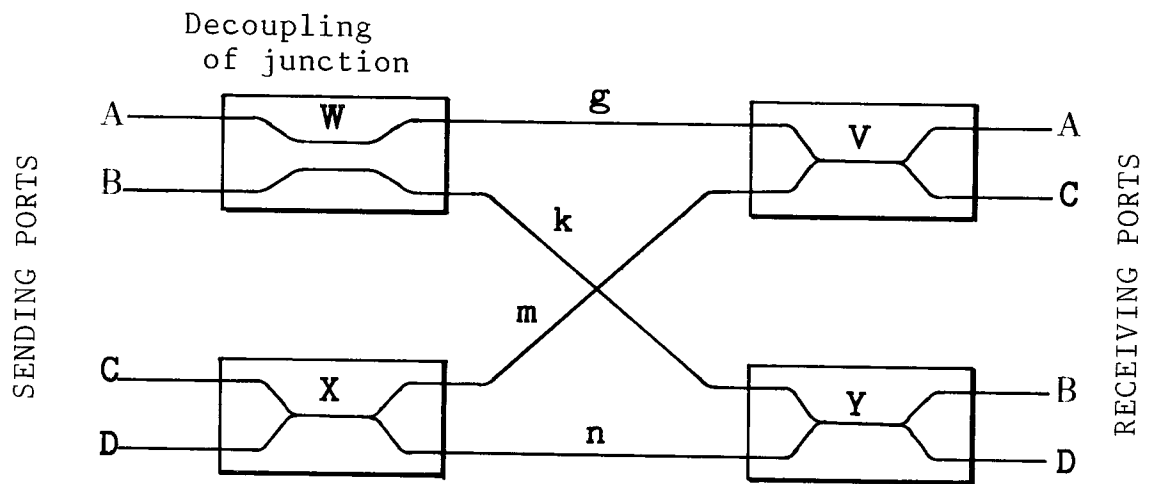 Decoupling
of junction
SENDING PORTS
A
B
C
D
W
X
g
k
m
n
V
Y
A
C
B
D
RECEIVING PORTS